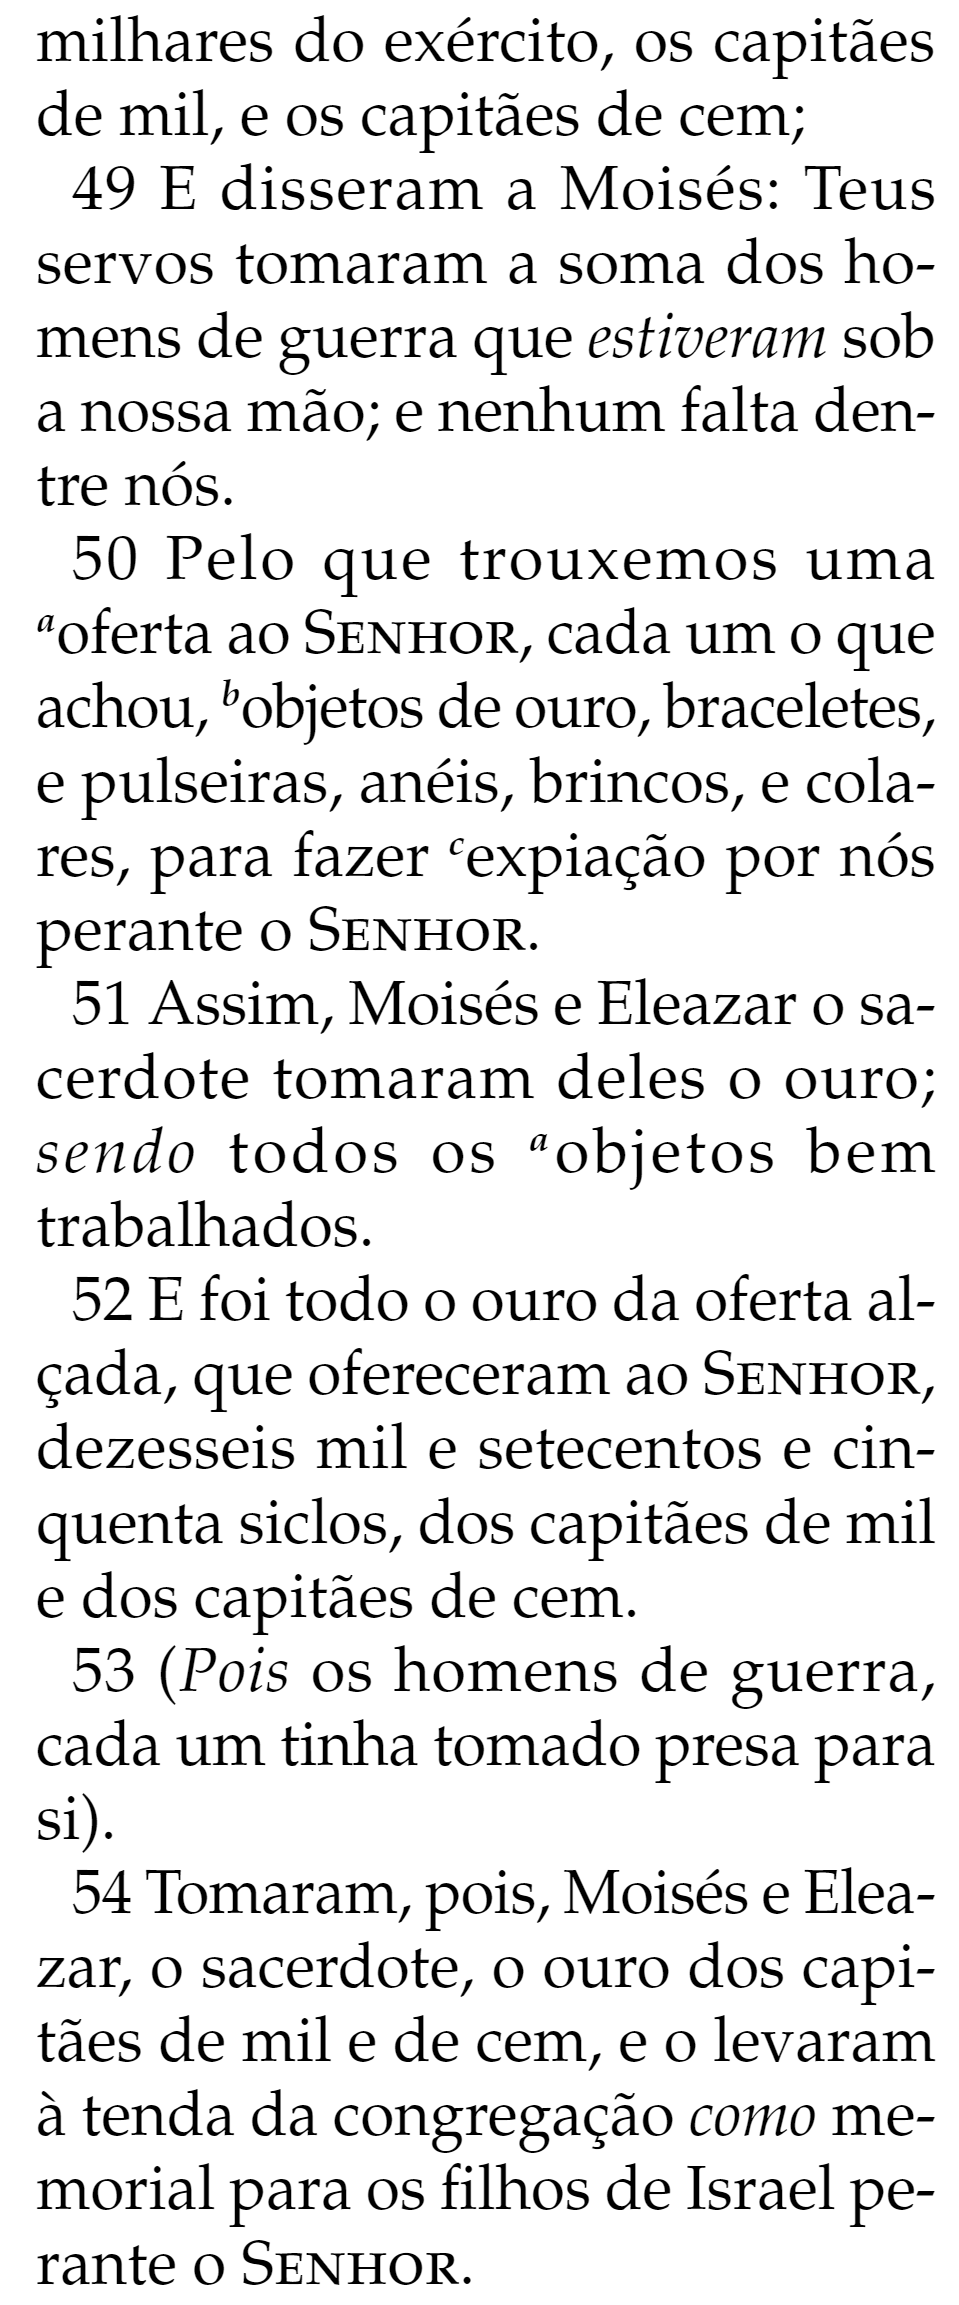 milhares do exército, os capitães
de mil, e os capitães de cem;
49 E disseram a Moisés: Teus
servos tomaram a soma dos ho-
mens de guerra que estiveram sob
a nossa mão; e nenhum falta den-
tre nós.
50 Pelo que trouxemos uma
aoferta ao SENHOR, cada um o que
achou, bobjetos de ouro, braceletes,
e pulseiras, anéis, brincos, e cola-
res, para fazer cexpiação por nós
perante o SENHOR.
51 Assim, Moisés e Eleazar o sa-
cerdote tomaram deles o ouro;
sendo todos os aobjetos bem
trabalhados.
52 E foi todo o ouro da oferta al-
çada, que ofereceram ao SENHOR,
dezesseis mil e setecentos e cin-
quenta siclos, dos capitães de mil
e dos capitães de cem.
53 (Pois os homens de guerra,
cada um tinha tomado presa para
si).
54 Tomaram, pois, Moisés e Elea-
zar, o sacerdote, o ouro dos capi-
tães de mil e de cem, e o levaram
à tenda da congregação como me-
morial para os filhos de Israel pe-
rante o SENHOR.